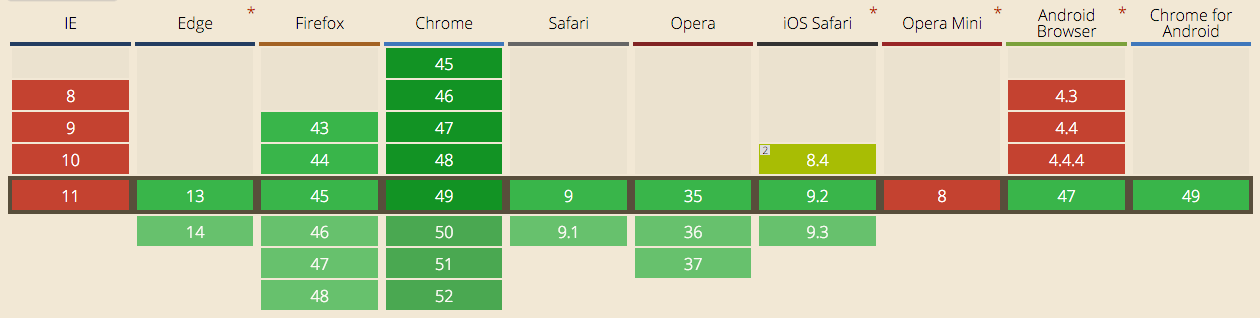 IE Edge * Firefox Chrome Safari Opera iOS Safari * Opera Mini * Android Browser * Chrome for Android
45
8 46 4.3
9 43 47 4.4
10 44 48 2 8.4 4.4.4
11 13 45 49 9 35 9.2 8 47 49
14 46 50 9.1 36 9.3
47 51 37
48 52